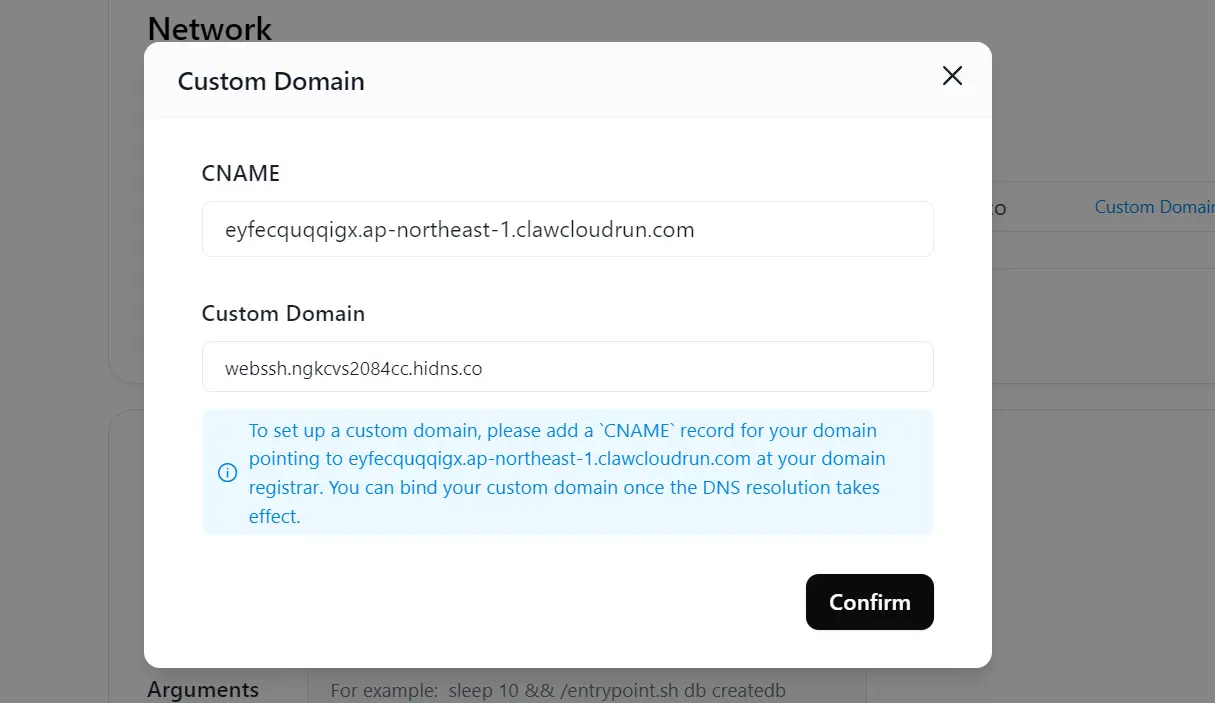 Network
Custom Domain
CNAME
eyfecquqqigx.ap-northeast-1.clawcloudrun.com
co Custom Domain
Custom Domain
webssh.ngkcvs2084cc.hidns.co
To set up a custom domain, please add a `CNAME` record for your domain
pointing to eyfecquqqigx.ap-northeast-1.clawcloudrun.com at your domain
registrar. You can bind your custom domain once the DNS resolution takes
effect.
Confirm
Arguments For example: sleep 10 && /entrypoint.sh db createdb